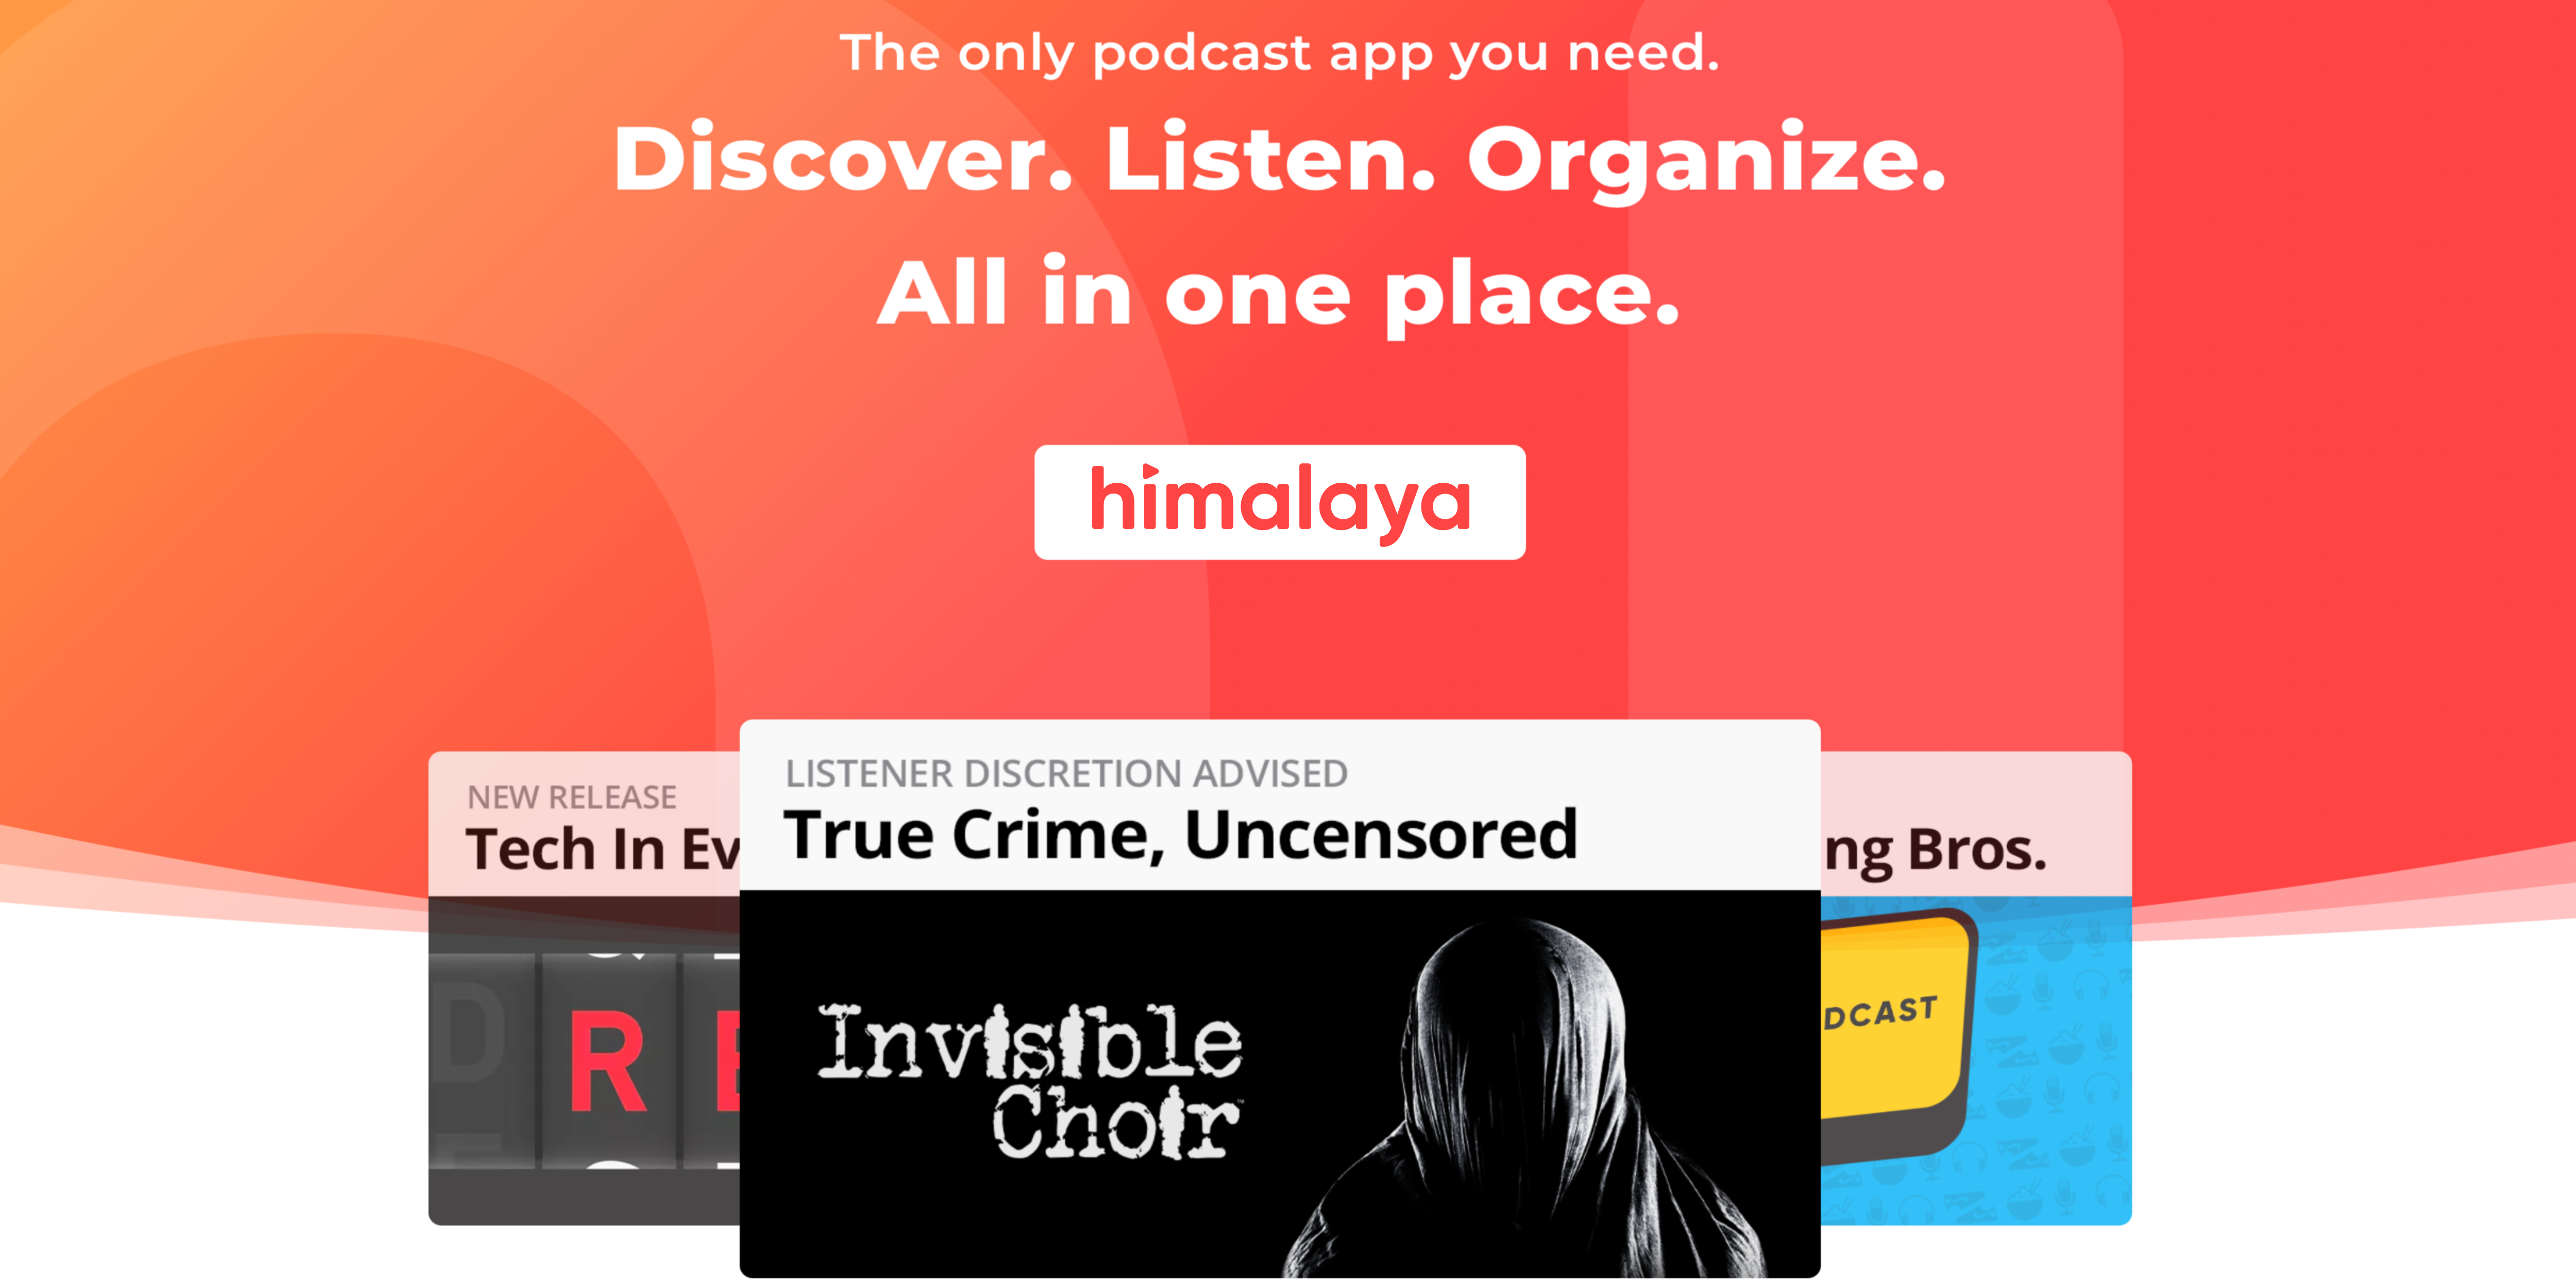 The only podcast app you need.
Discover. Listen. Organize.
All in one place.
himalaya
NEW RELEASE
Tech In Ev
LISTENER DISCRETION ADVISED
True Crime, Uncensored
ng Bros.
D R E
Invisible
Choir
DCAST